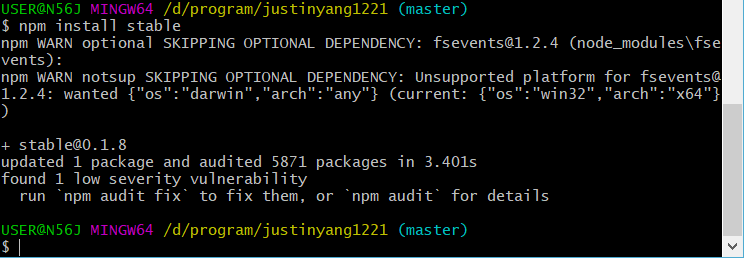 USER@N56J MINGW64 /d/program/justinyang1221 (master)
$ npm install stable
npm WARN optional SKIPPING OPTIONAL DEPENDENCY: fsevents@1.2.4 (node_modules\fse
vents):
npm WARN notsup SKIPPING OPTIONAL DEPENDENCY: Unsupported platform for fsevents@
1.2.4: wanted {"os":"darwin","arch":"any"} (current: {"os":"win32","arch":"x64"}
)
+ stable@0.1.8
updated 1 package and audited 5871 packages in 3.401s
found 1 low severity vulnerability
  run `npm audit fix` to fix them, or `npm audit` for details
USER@N56J MINGW64 /d/program/justinyang1221 (master)
$